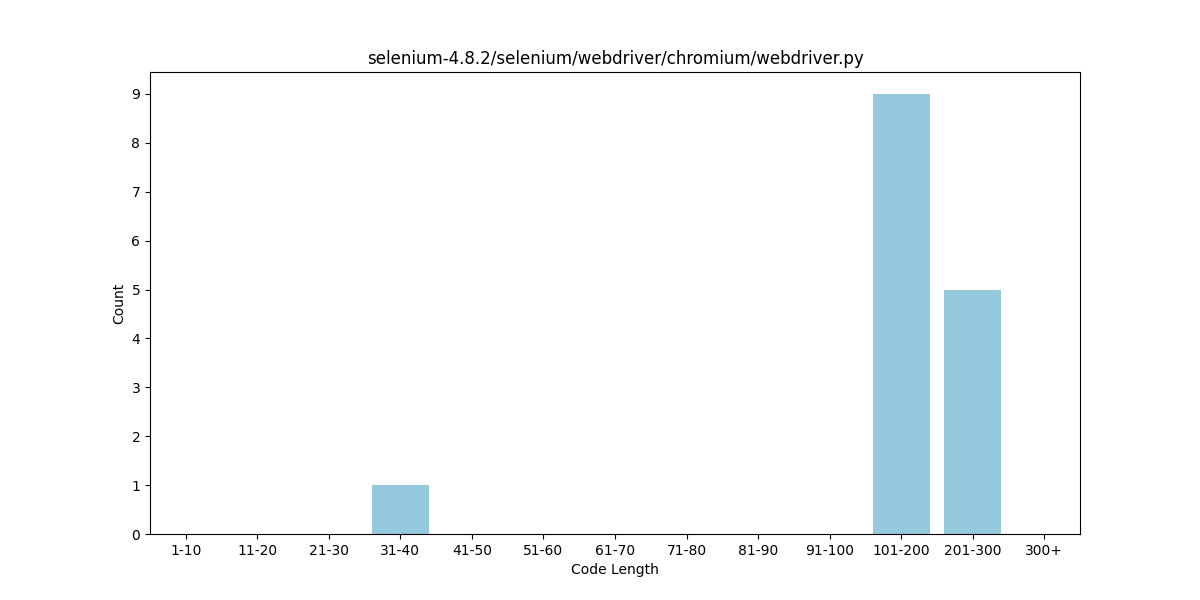 selenium-4.8.2/selenium/webdriver/chromium/webdriver.py
9
8
7
6
5
4
3
2
1
0
Count
1-10 11-20 21-30 31-40 41-50 51-60 61-70 71-80 81-90 91-100 101-200 201-300 300+
Code Length